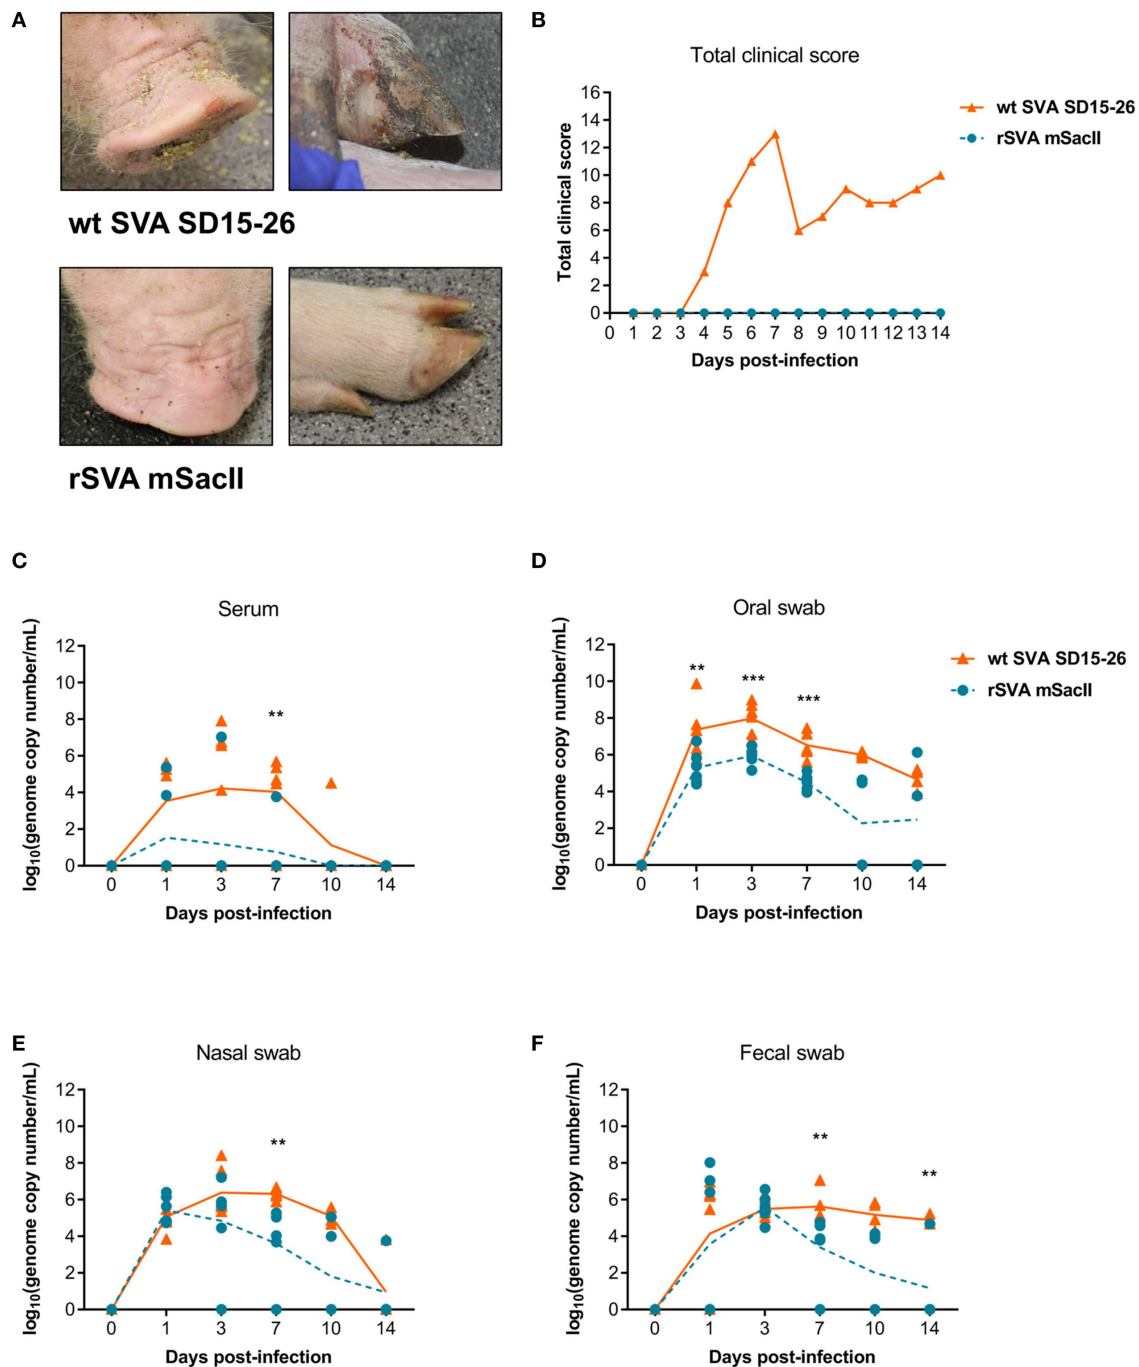 A
wt SVA SD15-26
rSVA mSacII
B
Total clinical score
Total clinical score
16
14
12
10
8
6
4
2
0
0 1 2 3 4 5 6 7 8 9 10 11 12 13 14
Days post-infection
wt SVA SD15-26
rSVA mSacII
C
Serum
log10(genome copy number/mL)
12
10
8
6
4
2
0
**
0 1 3 7 10 14
Days post-infection
D
Oral swab
log10(genome copy number/mL)
12
10
8
6
4
2
0
** *** ***
0 1 3 7 10 14
Days post-infection
wt SVA SD15-26
rSVA mSacII
E
Nasal swab
log10(genome copy number/mL)
12
10
8
6
4
2
0
**
0 1 3 7 10 14
Days post-infection
F
Fecal swab
log10(genome copy number/mL)
12
10
8
6
4
2
0
** **
0 1 3 7 10 14
Days post-infection